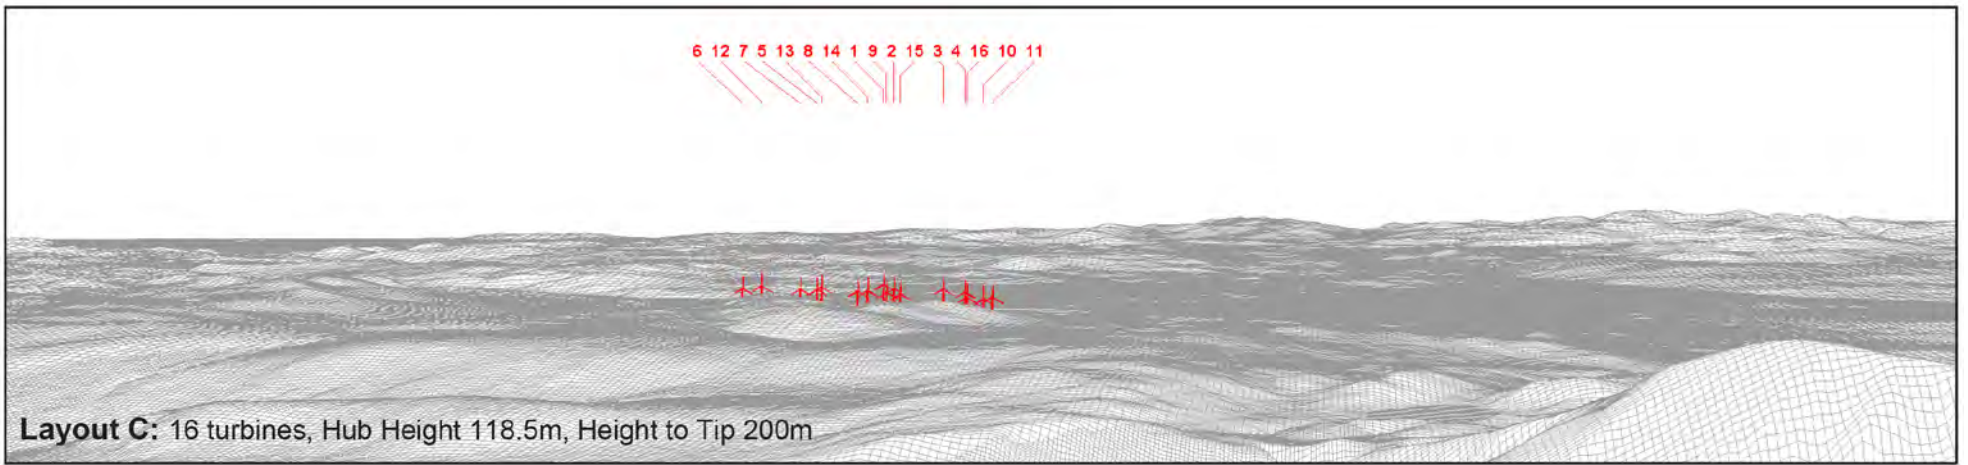 6 12 7 5 13 8 14 1 9 2 15 3 4 16 10 11
Layout C: 16 turbines, Hub Height 118.5m, Height to Tip 200m